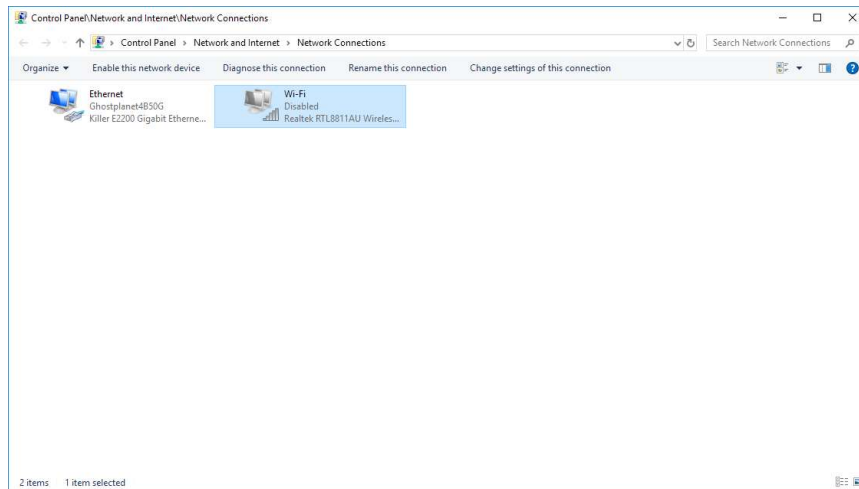 Control Panel\Network and Internet\Network Connections
Control Panel > Network and Internet > Network Connections
Search Network Connections
Organize Enable this network device Diagnose this connection Rename this connection Change settings of this connection
Ethernet
Ghostplanet4B50G
Killer E2200 Gigabit Etherne...
Wi-Fi
Disabled
Realtek RTL8811AU Wireles...
2 items 1 item selected